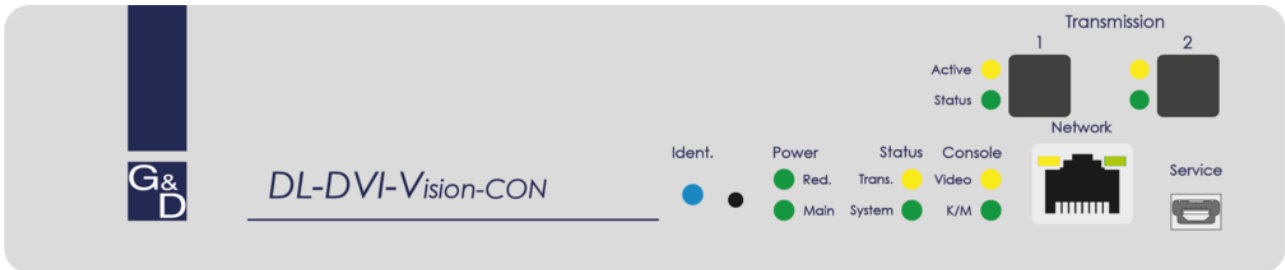 Transmission
1 2
Active
Status
Network
Ident. Power Status Console
Service
G&D
DL-DVI-Vision-CON
Red. Trans. Video
Main System K/M